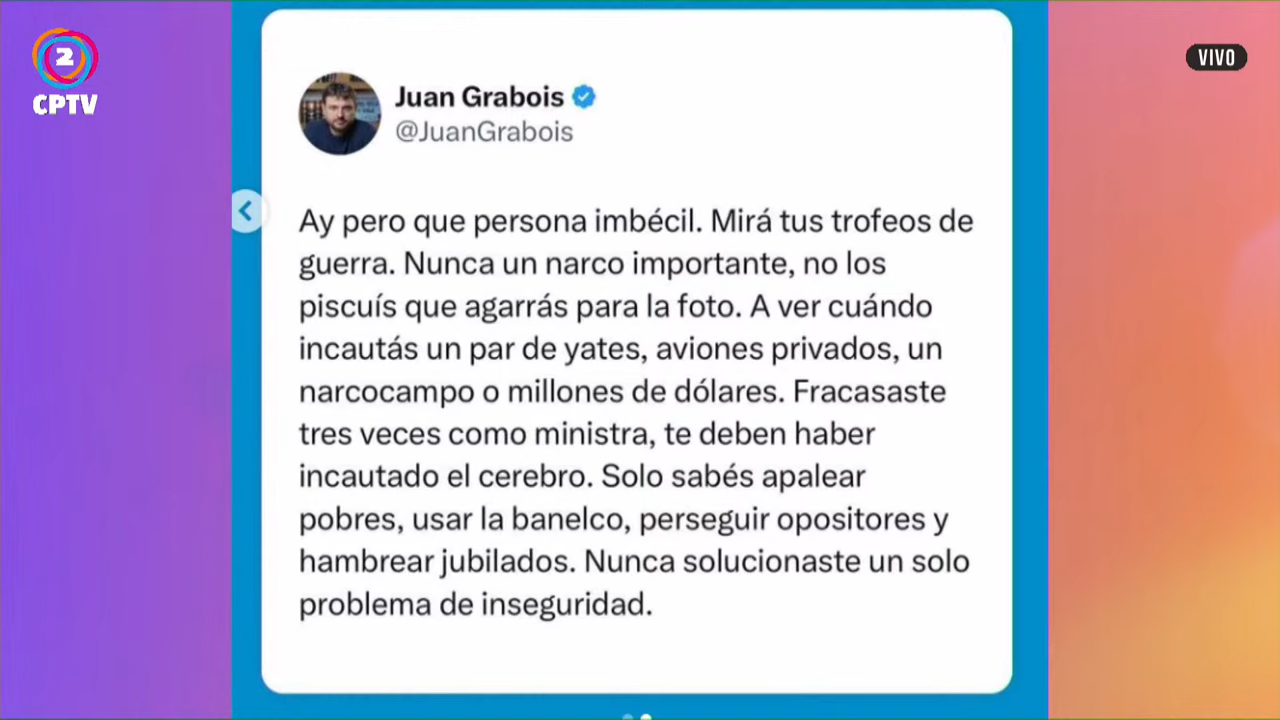 2
CPTV
VIVO
Juan Grabois
@JuanGrabois
Ay pero que persona imbécil. Mirá tus trofeos de
guerra. Nunca un narco importante, no los
piscuís que agarrás para la foto. A ver cuándo
incautás un par de yates, aviones privados, un
narcocampo o millones de dólares. Fracasaste
tres veces como ministra, te deben haber
incautado el cerebro. Solo sabés apalear
pobres, usar la banelco, perseguir opositores y
hambrear jubilados. Nunca solucionaste un solo
problema de inseguridad.